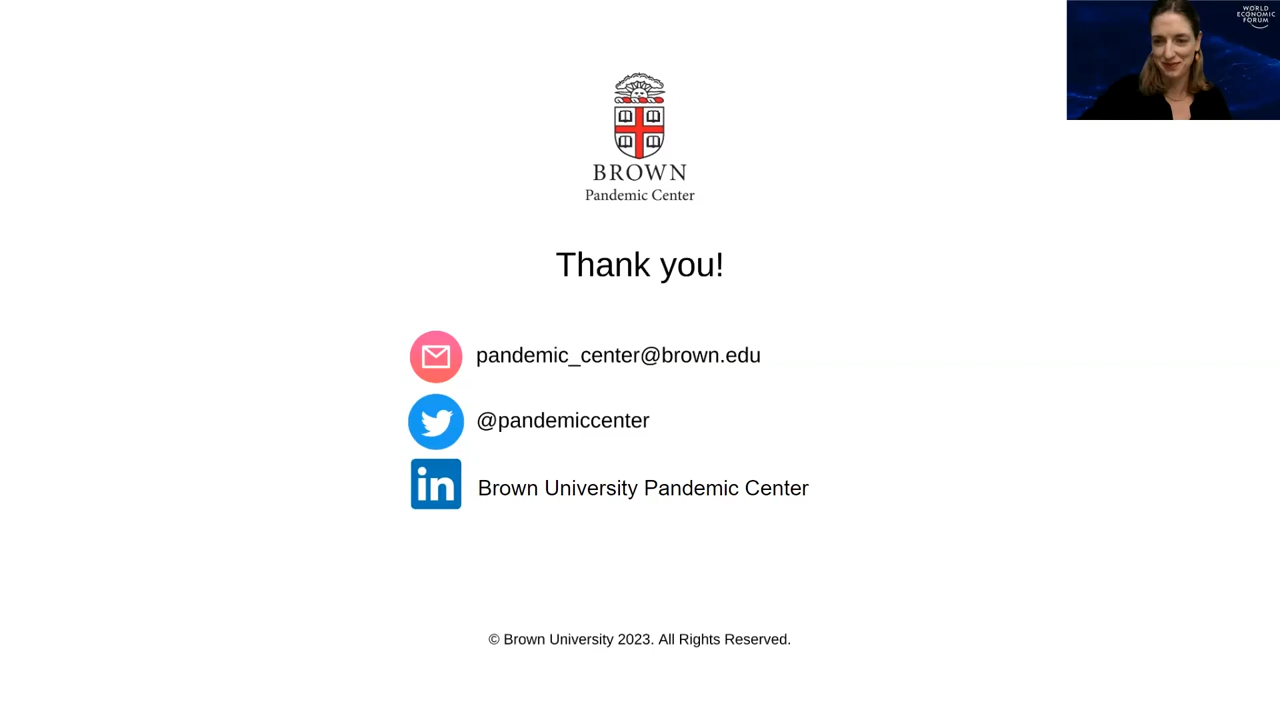 WORLD
ECONOMIC
FORUM
BROWN
Pandemic Center
Thank you!
pandemic_center@brown.edu
@pandemiccenter
in
Brown University Pandemic Center
© Brown University 2023. All Rights Reserved.